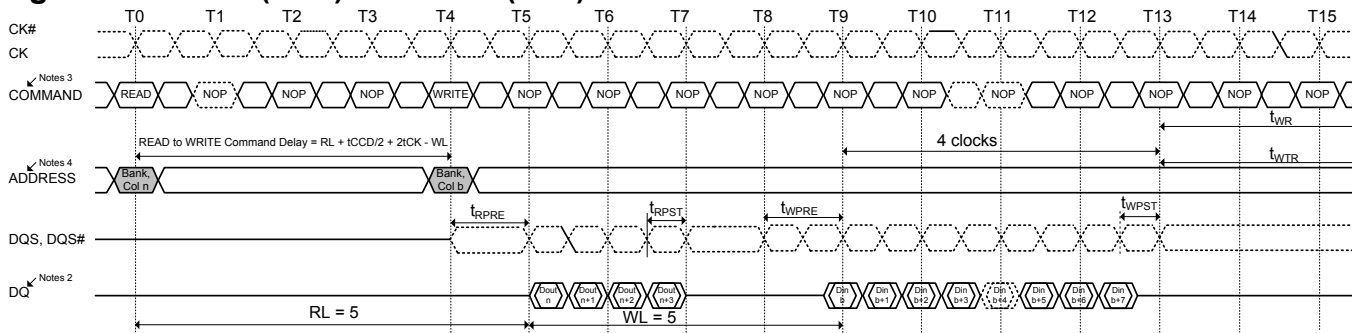 T0 T1 T2 T3 T4 T5 T6 T7 T8 T9 T10 T11 T12 T13 T14 T15
CK#
CK
Notes 3
COMMAND
READ NOP NOP NOP WRITE NOP NOP NOP NOP NOP NOP NOP NOP NOP NOP NOP
READ to WRITE Command Delay = RL + tCCD/2 + 2tCK - WL
4 clocks
tWR
tWTR
Notes 4
ADDRESS
Bank, Col n
Bank, Col b
tRPRE
tRPST
tWPRE
tWPST
DQS, DQS#
Notes 2
DQ
Dout n
Dout n+1
Dout n+2
Dout n+3
Din b
Din b+1
Din b+2
Din b+3
Din b+4
Din b+5
Din b+6
Din b+7
RL = 5
WL = 5